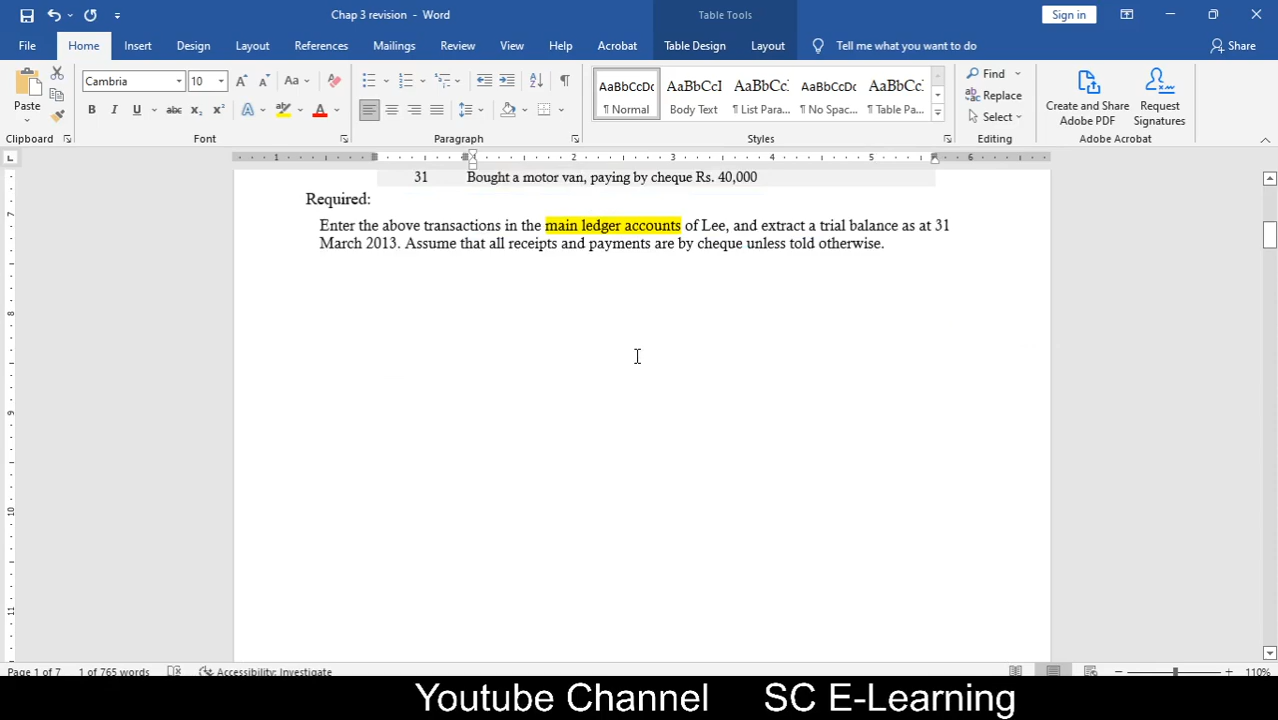 Chap 3 revision - Word
Table Tools
Sign in
File Home Insert Design Layout References Mailings Review View Help Acrobat Table Design Layout Tell me what you want to do Share
Paste
Cambria 10
Clipboard Font Paragraph Styles Editing Adobe Acrobat
¶ Normal Body Text ¶ List Para... ¶ No Spac... ¶ Table Pa...
Find
Replace
Select
Create and Share Adobe PDF
Request Signatures
31 Bought a motor van, paying by cheque Rs. 40,000
Required:
Enter the above transactions in the main ledger accounts of Lee, and extract a trial balance as at 31
March 2013. Assume that all receipts and payments are by cheque unless told otherwise.
Page 1 of 7 1 of 765 words Accessibility: Investigate 110%
Youtube Channel SC E-Learning